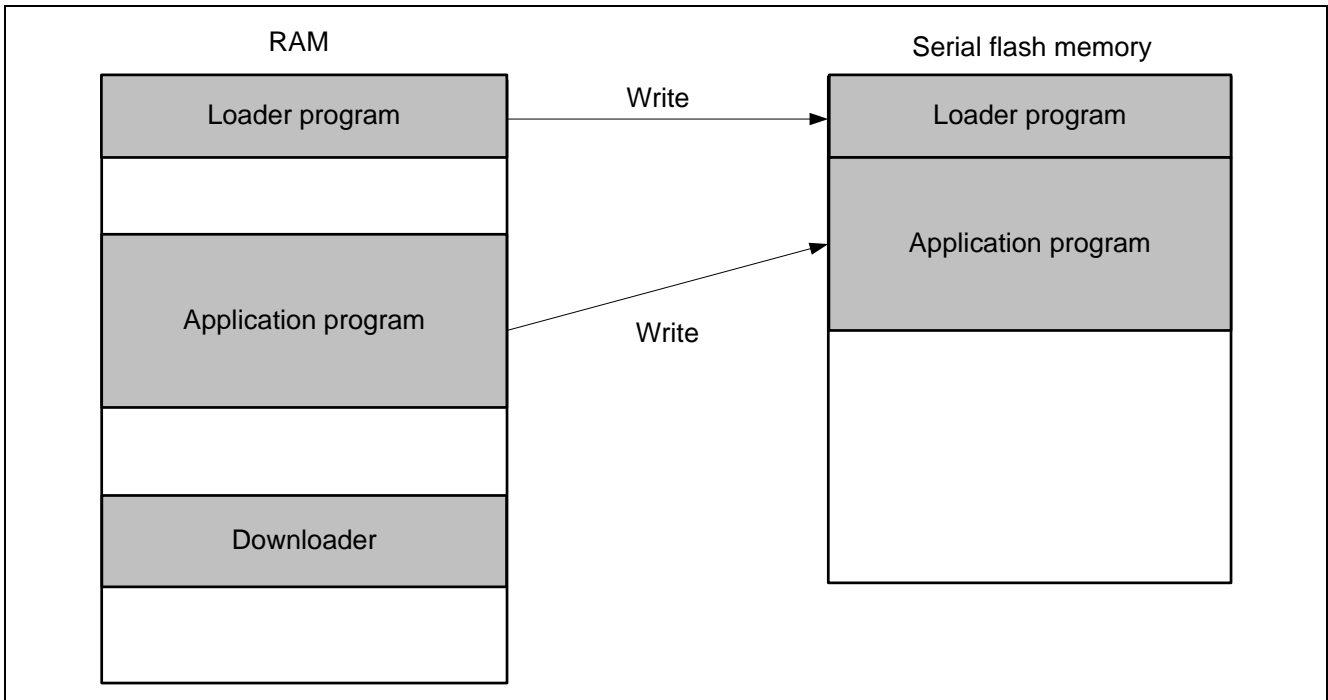 RAM
Serial flash memory
Loader program
Write
Loader program
Application program
Write
Application program
Downloader